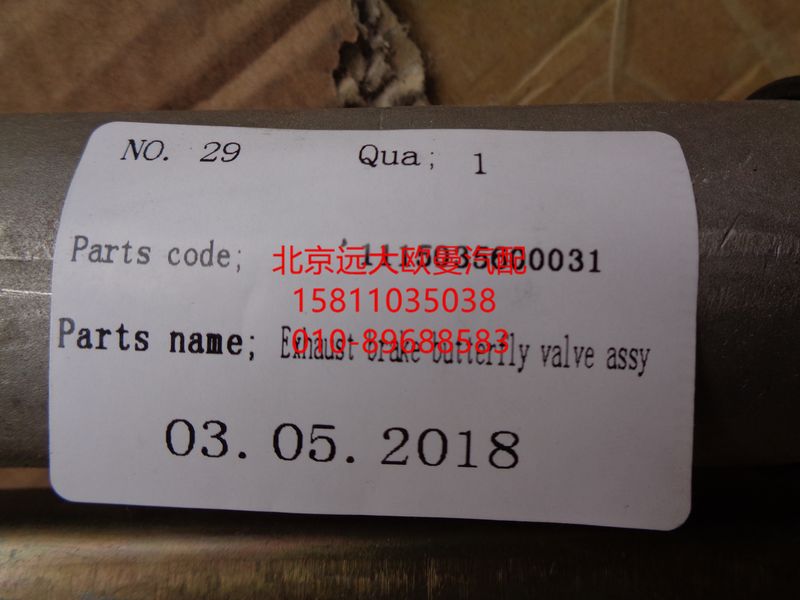 NO. 29 Qua; 1
Parts code; '1115035600031
北京远大欧曼汽配
15811035038
Parts name; Exhaust brake butterfly valve assy
010-89688583
03. 05. 2018